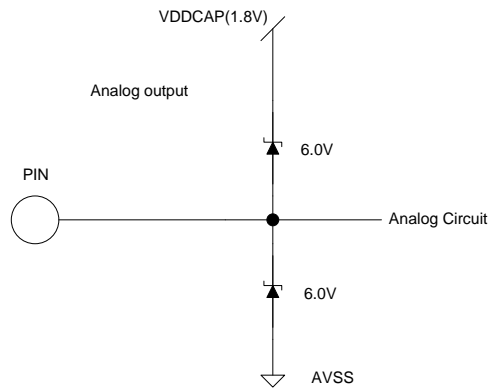 VDDCAP(1.8V)
Analog output
6.0V
PIN
Analog Circuit
6.0V
AVSS